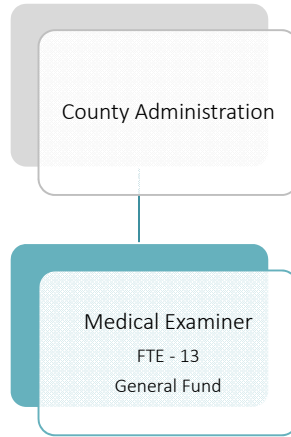 County Administration
Medical Examiner
FTE - 13
General Fund